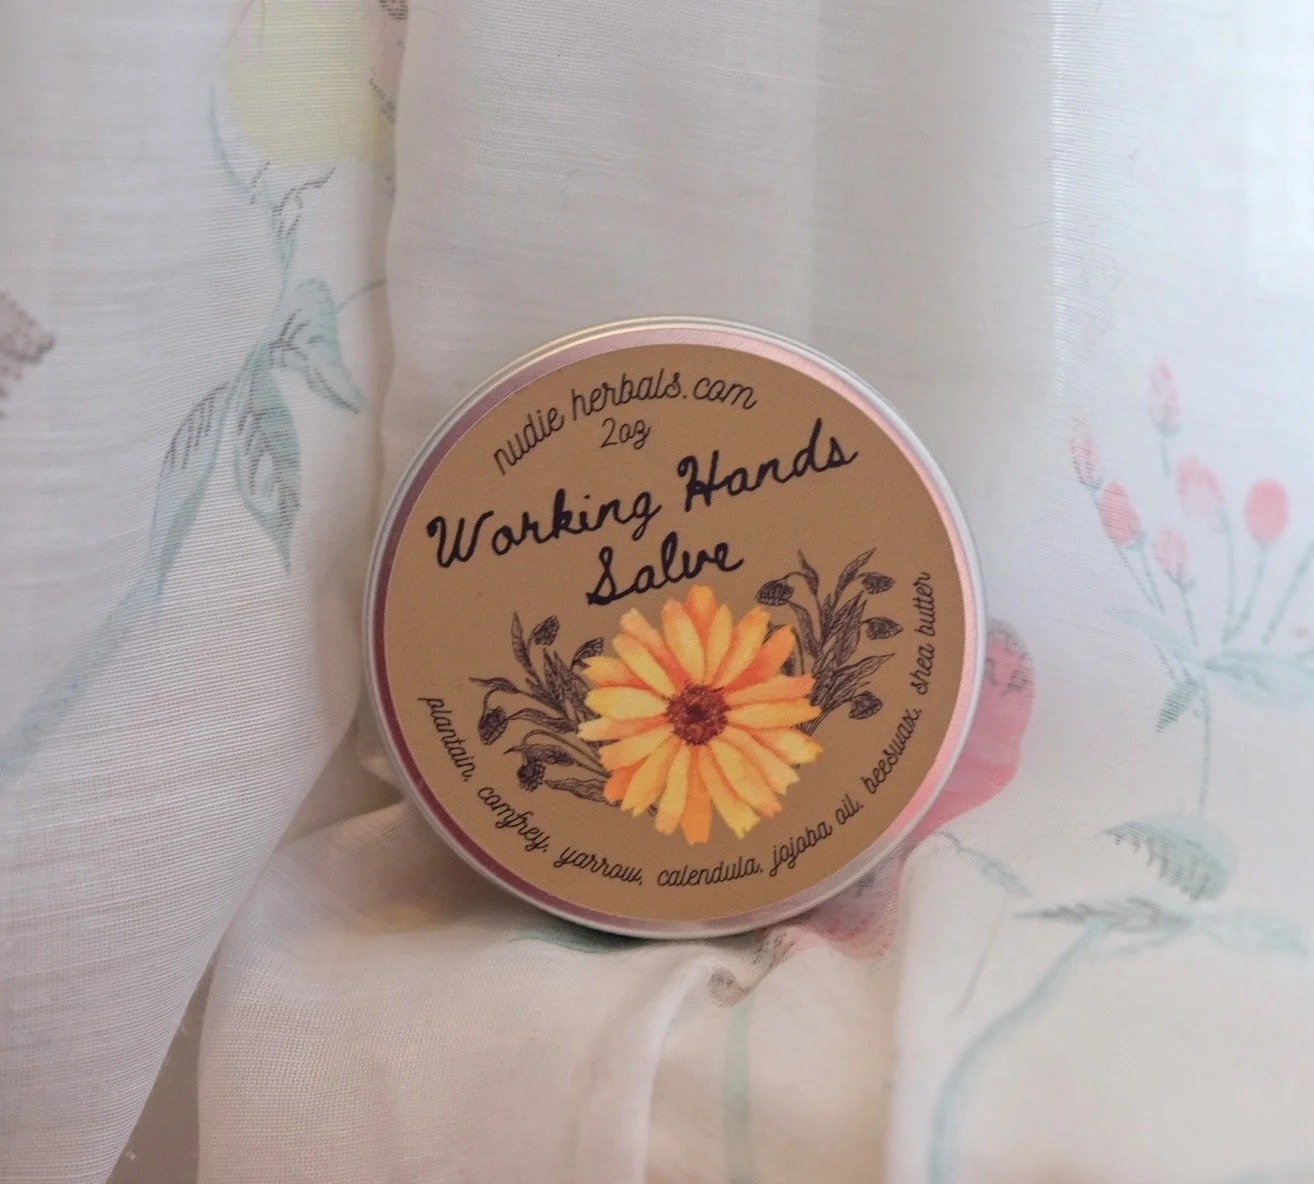 nudie herbals.com
2oz
Working Hands
Salve
plantain, comfrey, yarrow, calendula, jojoba oil, beeswax, shea butter